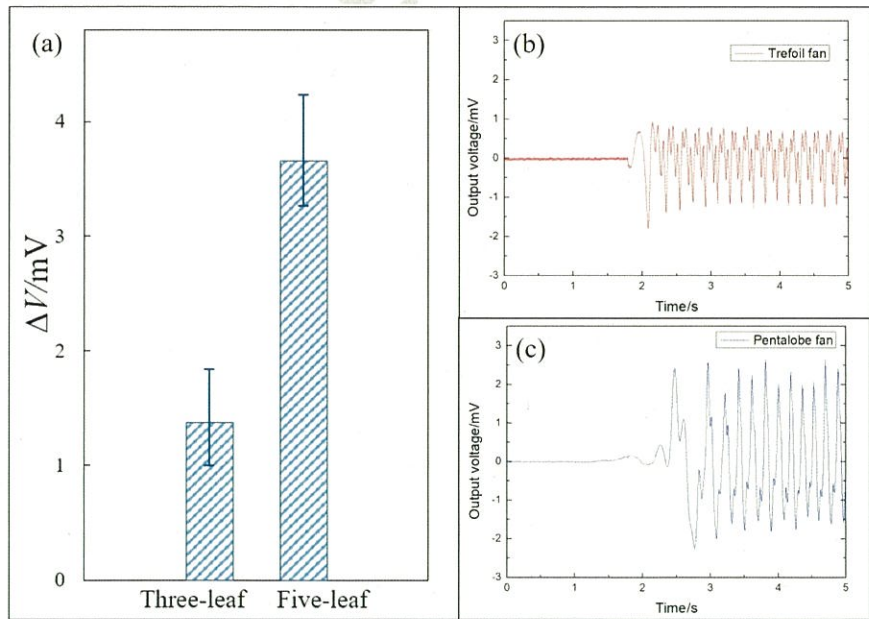 (a)
4
3
2
1
0
ΔV/mV
Three-leaf Five-leaf
(b)
Trefoil fan
3
2
1
0
-1
-2
-3
Output voltage/mV
0 1 2 3 4 5
Time/s
(c)
Pentalobe fan
3
2
1
0
-1
-2
-3
Output voltage/mV
0 1 2 3 4 5
Time/s